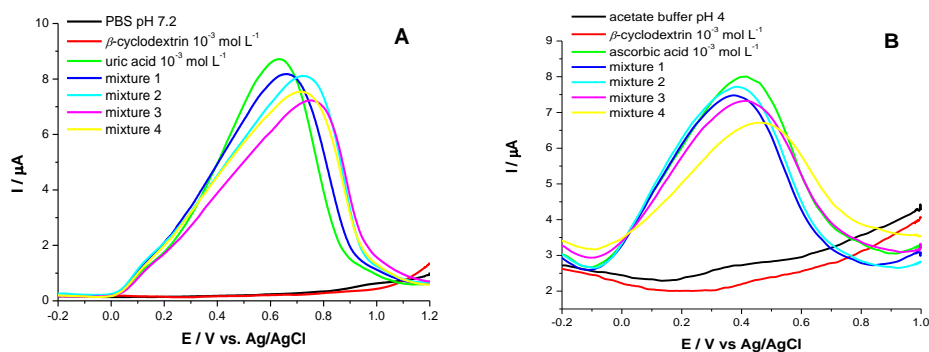 PBS pH 7.2
β-cyclodextrin 10⁻³ mol L⁻¹
uric acid 10⁻³ mol L⁻¹
mixture 1
mixture 2
mixture 3
mixture 4
A
10
8
6
4
2
0
I / µA
-0.2 0.0 0.2 0.4 0.6 0.8 1.0 1.2
E / V vs. Ag/AgCl
acetate buffer pH 4
β-cyclodextrin 10⁻³ mol L⁻¹
ascorbic acid 10⁻³ mol L⁻¹
mixture 1
mixture 2
mixture 3
mixture 4
B
9
8
7
6
5
4
3
2
I / µA
-0.2 0.0 0.2 0.4 0.6 0.8 1.0
E / V vs Ag/AgCl